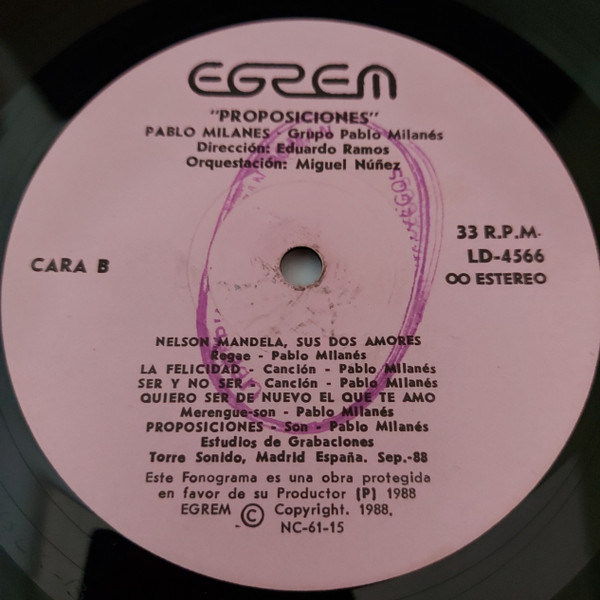 EGREM
"PROPOSICIONES"
PABLO MILANES - Grupo Pablo Milanés
Dirección: Eduardo Ramos
Orquestación: Miguel Núñez
CARA B
33 R.P.M.
LD-4566
OO ESTEREO
NELSON MANDELA, SUS DOS AMORES
Regae - Pablo Milanés
LA FELICIDAD - Canción - Pablo Milanés
SER Y NO SER - Canción - Pablo Milanés
QUIERO SER DE NUEVO EL QUE TE AMO
Merengue-son - Pablo Milanés
PROPOSICIONES - Son - Pablo Milanés
Estudios de Grabaciones
Torre Sonido, Madrid España. Sep.-88
Este Fonograma es una obra protegida
en favor de su Productor (P) 1988
EGREM © Copyright. 1988.
NC-61-15